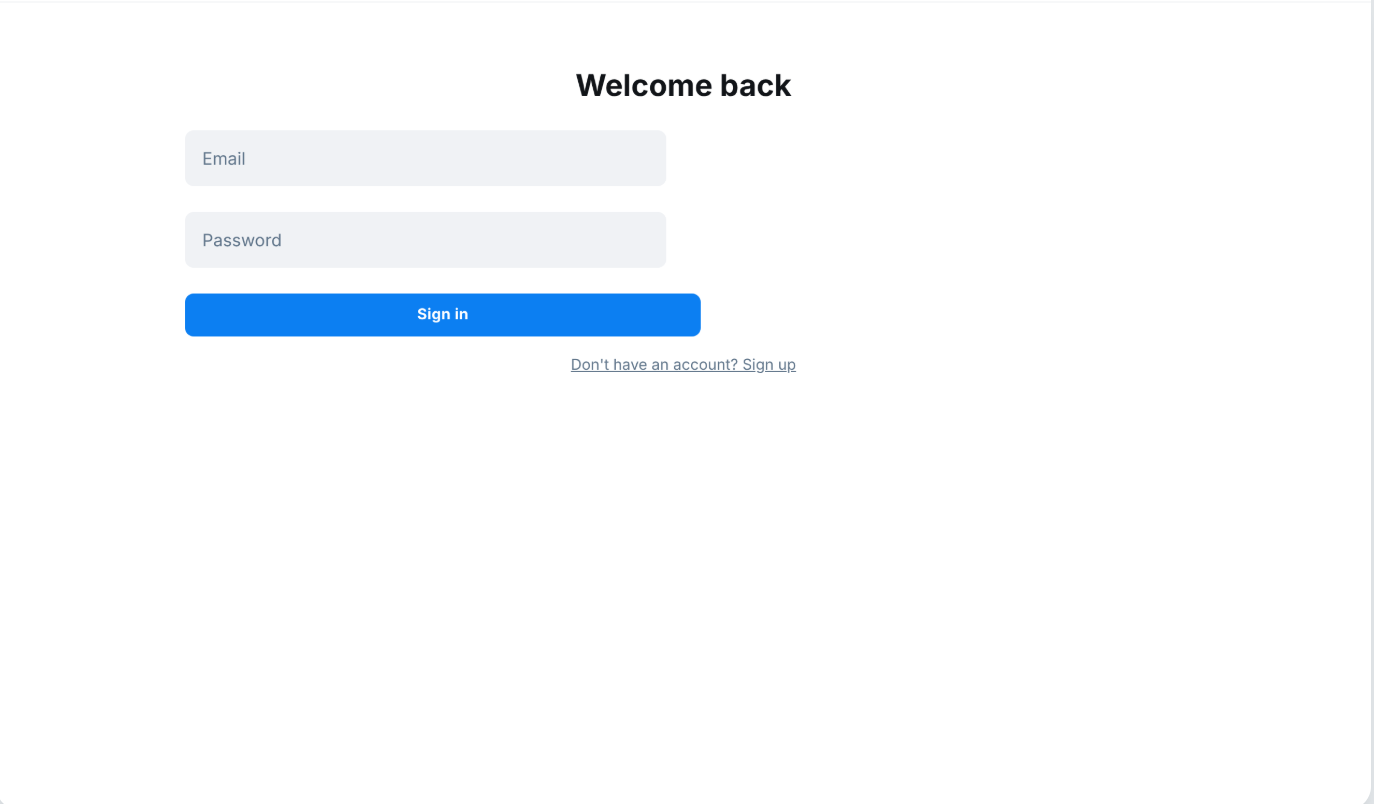 Welcome back
Email
Password
Sign in
Don't have an account? Sign up